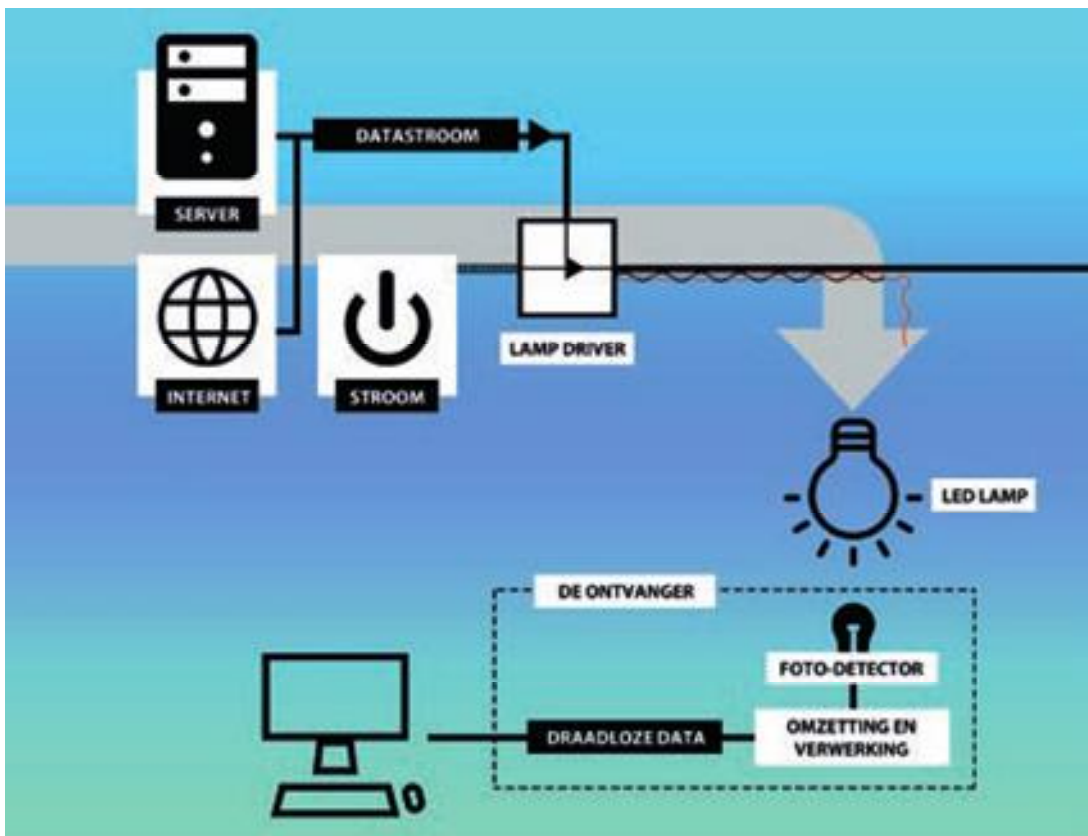 DATASTROOM
SERVER
INTERNET
STROOM
LAMP DRIVER
LED LAMP
DE ONTVANGER
FOTO-DETECTOR
DRAADLOZE DATA
OMZETTING EN
VERWERKING